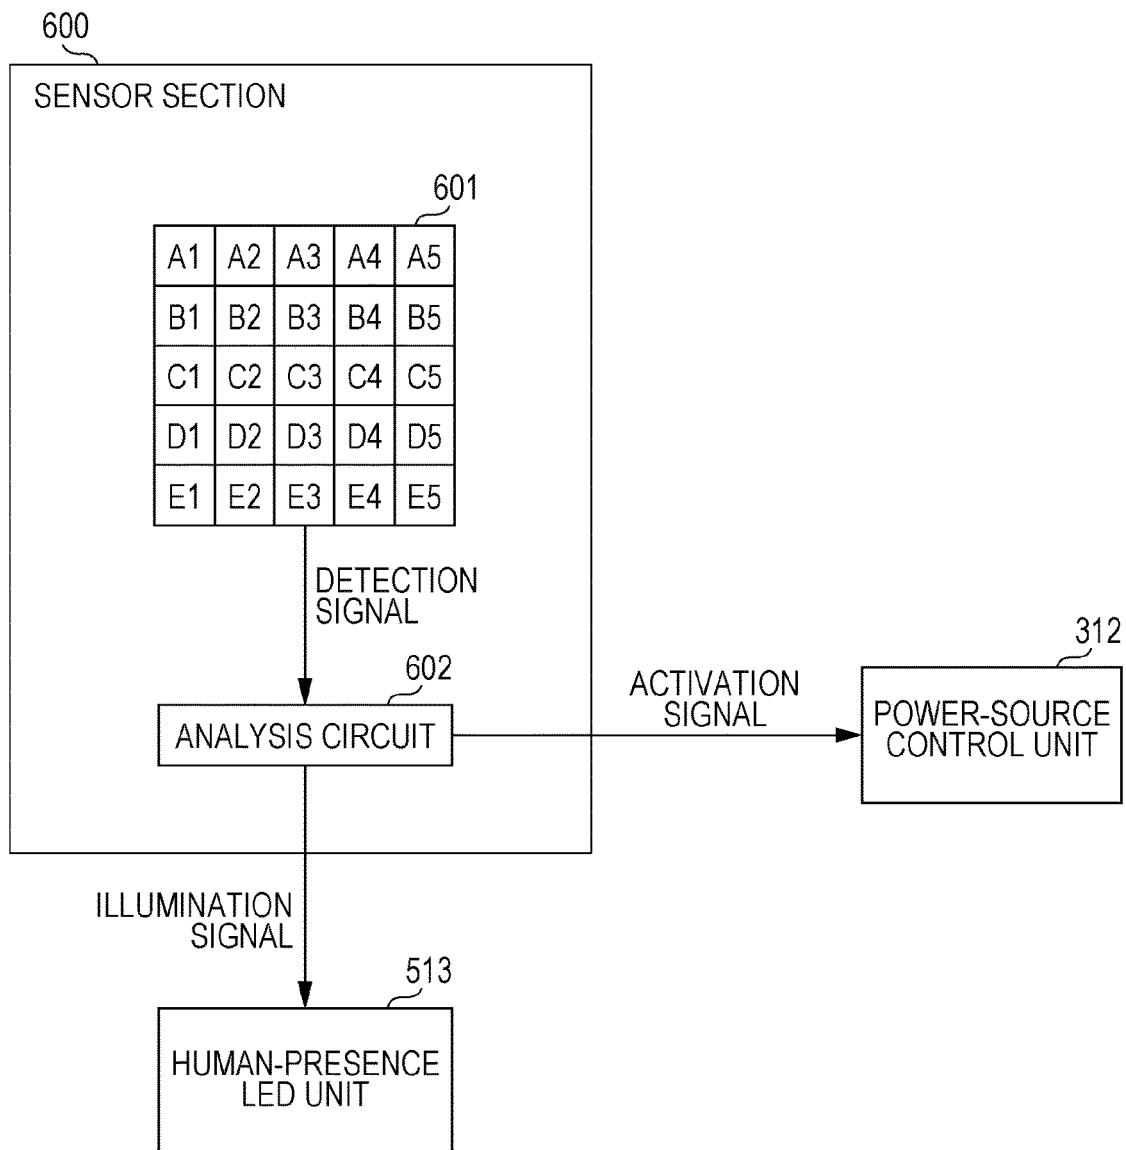 600
SENSOR SECTION
601
A1 A2 A3 A4 A5
B1 B2 B3 B4 B5
C1 C2 C3 C4 C5
D1 D2 D3 D4 D5
E1 E2 E3 E4 E5
DETECTION
SIGNAL
602
ANALYSIS CIRCUIT
ACTIVATION
SIGNAL
312
POWER-SOURCE
CONTROL UNIT
ILLUMINATION
SIGNAL
513
HUMAN-PRESENCE
LED UNIT